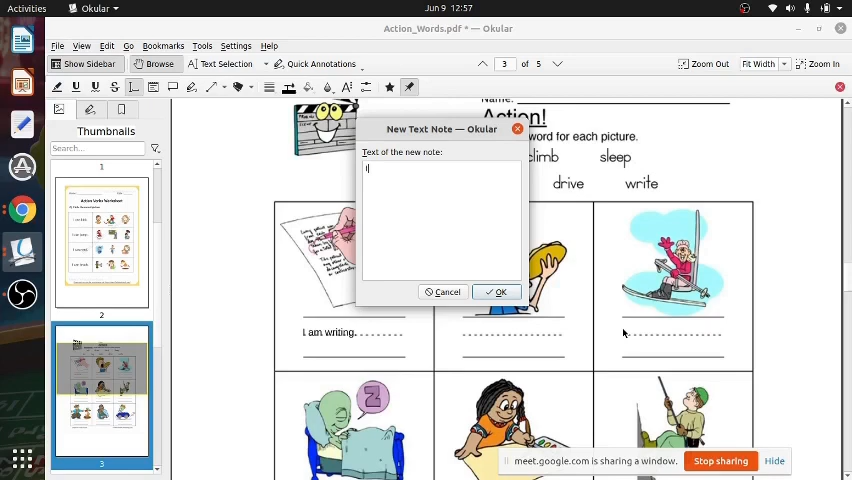 Activities
Jun 9 12:57
Action_Words.pdf * — Okular
File View Edit Go Bookmarks Tools Settings Help
Show Sidebar Browse Text Selection Quick Annotations 3 of 5 Zoom Out Fit Width Zoom In
Thumbnails
Search...
1
Action Verbs Worksheet
2
3
Name:
Action!
word for each picture.
climb sleep
drive write
New Text Note — Okular
Text of the new note:
I
Cancel OK
I am writing.
Z
meet.google.com is sharing a window. Stop sharing Hide